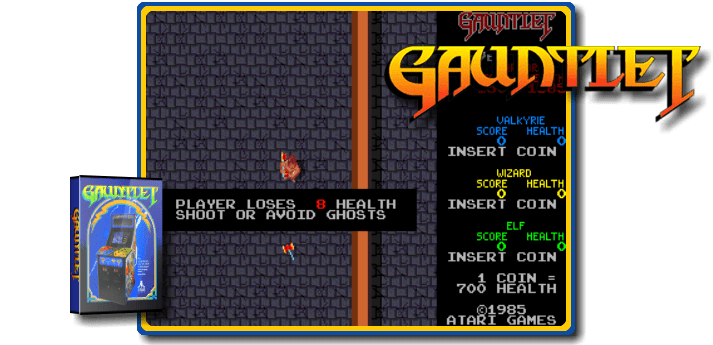 GAUNTLET
GAUNTLET
VALKYRIE
SCORE HEALTH
0 0
INSERT COIN
WIZARD
SCORE HEALTH
0 0
INSERT COIN
ELF
SCORE HEALTH
0 0
INSERT COIN
1 COIN =
700 HEALTH
©1985
ATARI GAMES
PLAYER LOSES 8 HEALTH
SHOOT OR AVOID GHOSTS
GAUNTLET
GAUNTLET